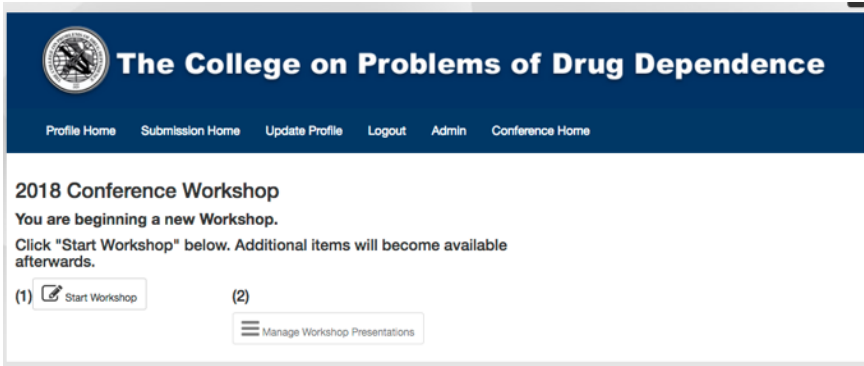 The College on Problems of Drug Dependence
Profile Home Submission Home Update Profile Logout Admin Conference Home
2018 Conference Workshop
You are beginning a new Workshop.
Click "Start Workshop" below. Additional items will become available
afterwards.
(1) Start Workshop (2)
Manage Workshop Presentations